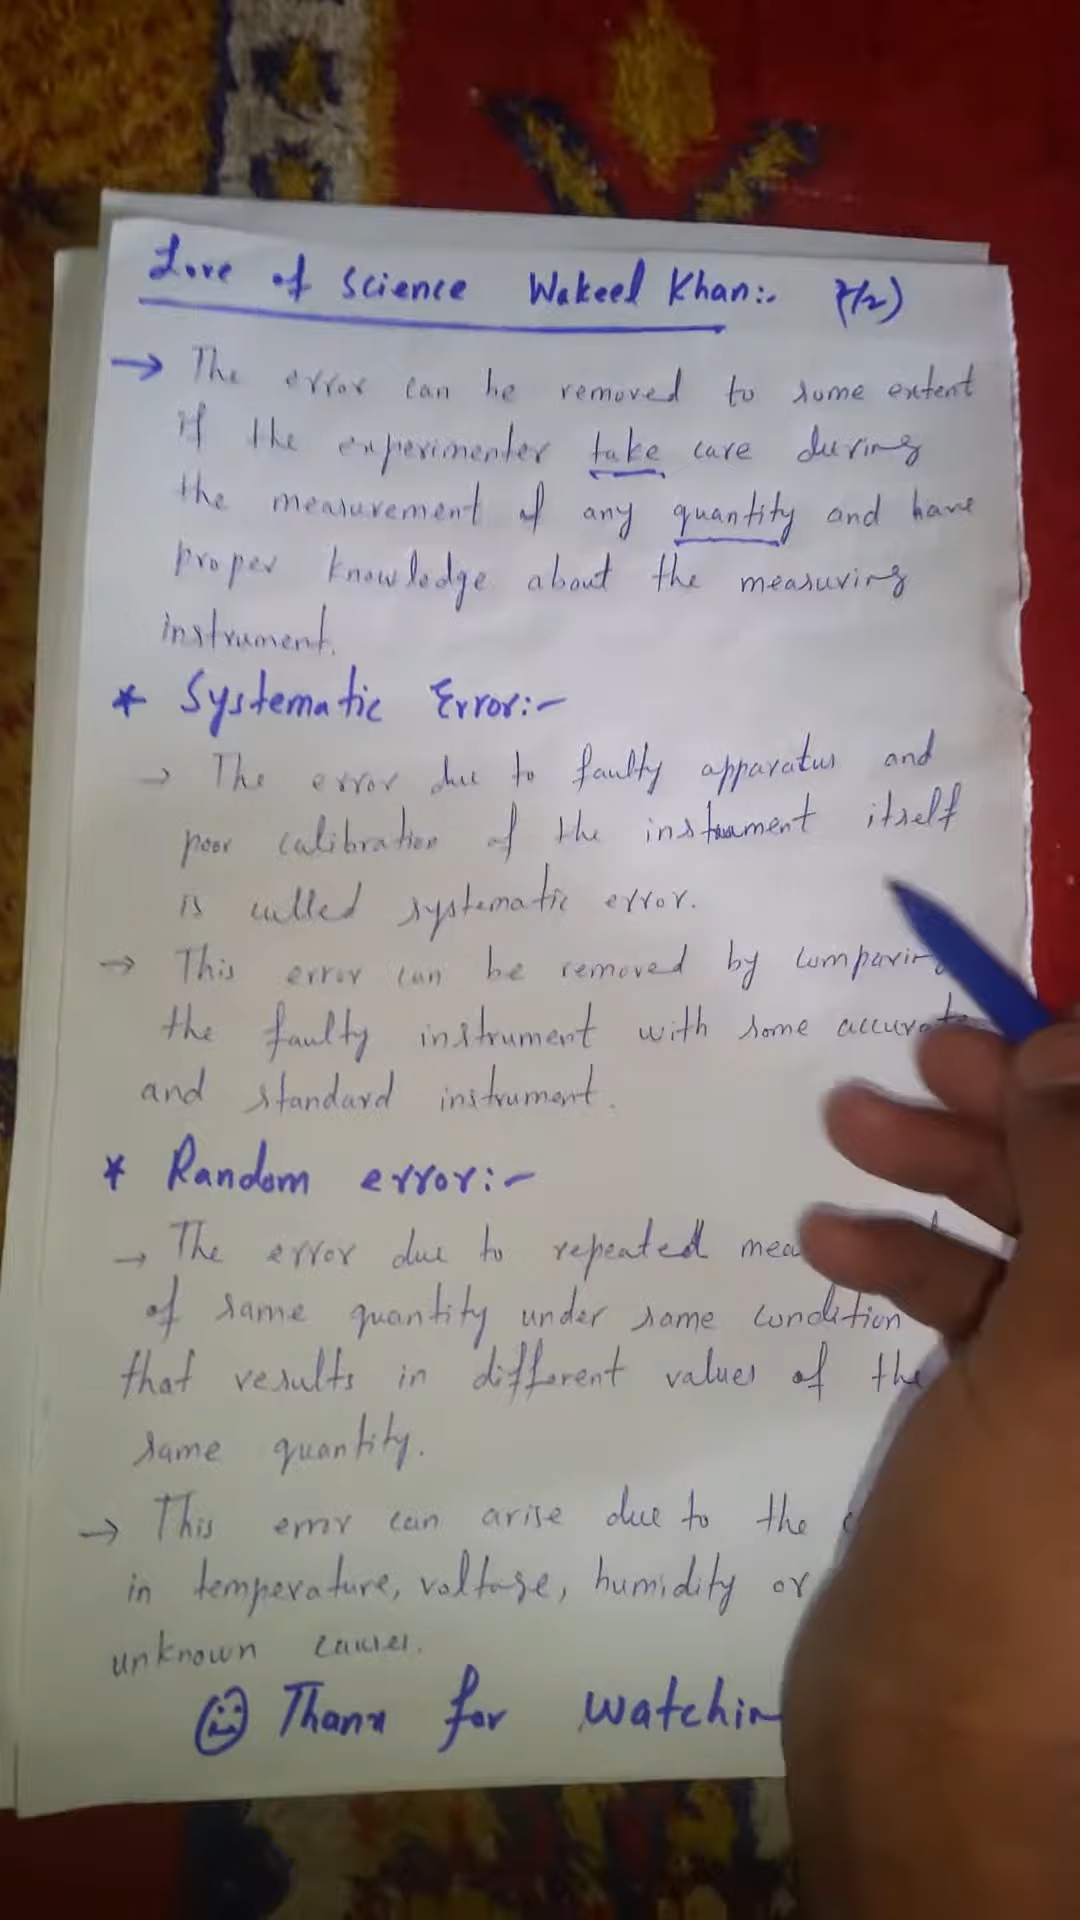 Love of Science Wakeel Khan:- (2/2)
→ The error can be removed to some extent
if the experimenter take care during
the measurement of any quantity and have
proper knowledge about the measuring
instrument.
* Systematic Error:-
→ The error due to faulty apparatus and
poor calibration of the instrument itself
is called systematic error.
→ This error can be removed by comparing
the faulty instrument with some accurate
and standard instrument.
* Random error:-
→ The error due to repeated
of same quantity under same condition
that results in different values of the
same quantity.
→ This error can arise due to the
in temperature, voltage, humidity or
unknown causes.
Thanx for watchin